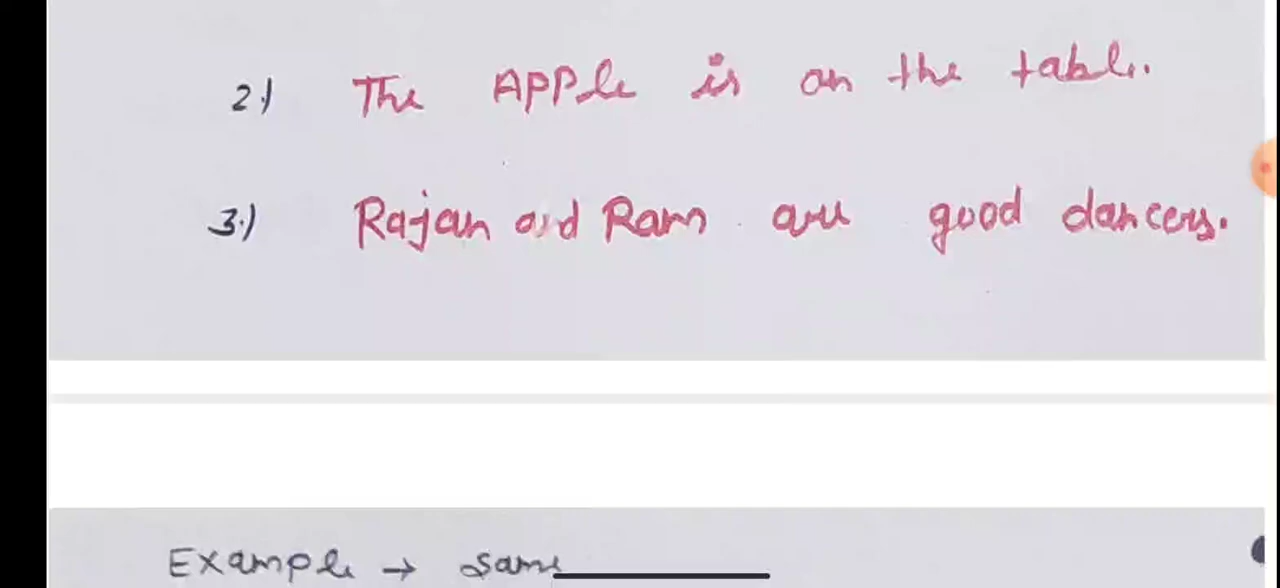 2.) The APPle is on the table.
3.) Rajan and Ram are good dancers.
Example → same